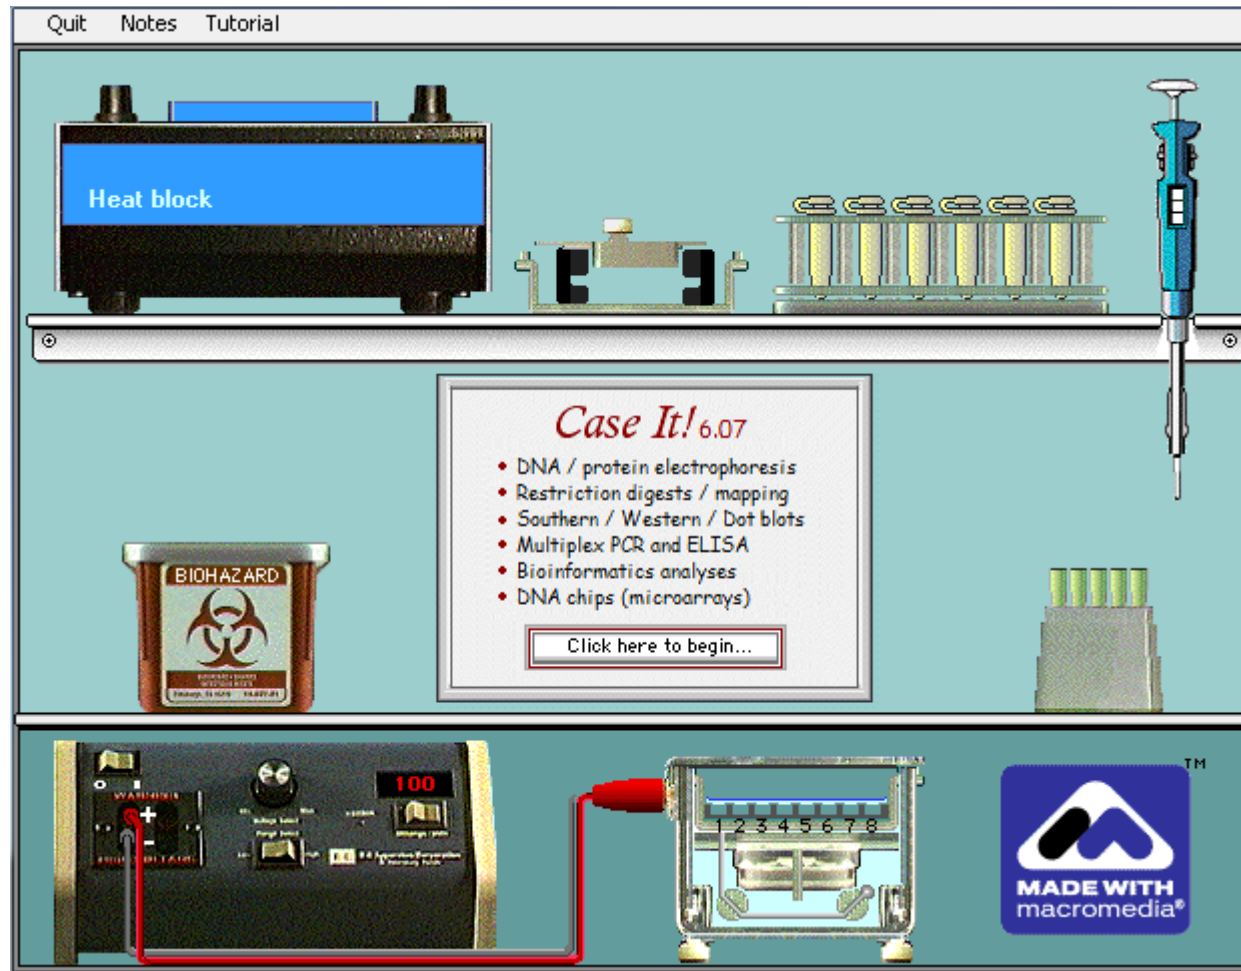 Quit Notes Tutorial
Heat block
Case It! 6.07
• DNA / protein electrophoresis
• Restriction digests / mapping
• Southern / Western / Dot blots
• Multiplex PCR and ELISA
• Bioinformatics analyses
• DNA chips (microarrays)
Click here to begin...
BIOHAZARD
100
WARNING
+
-
1 2 3 4 5 6 7 8
TM
MADE WITH
macromedia®